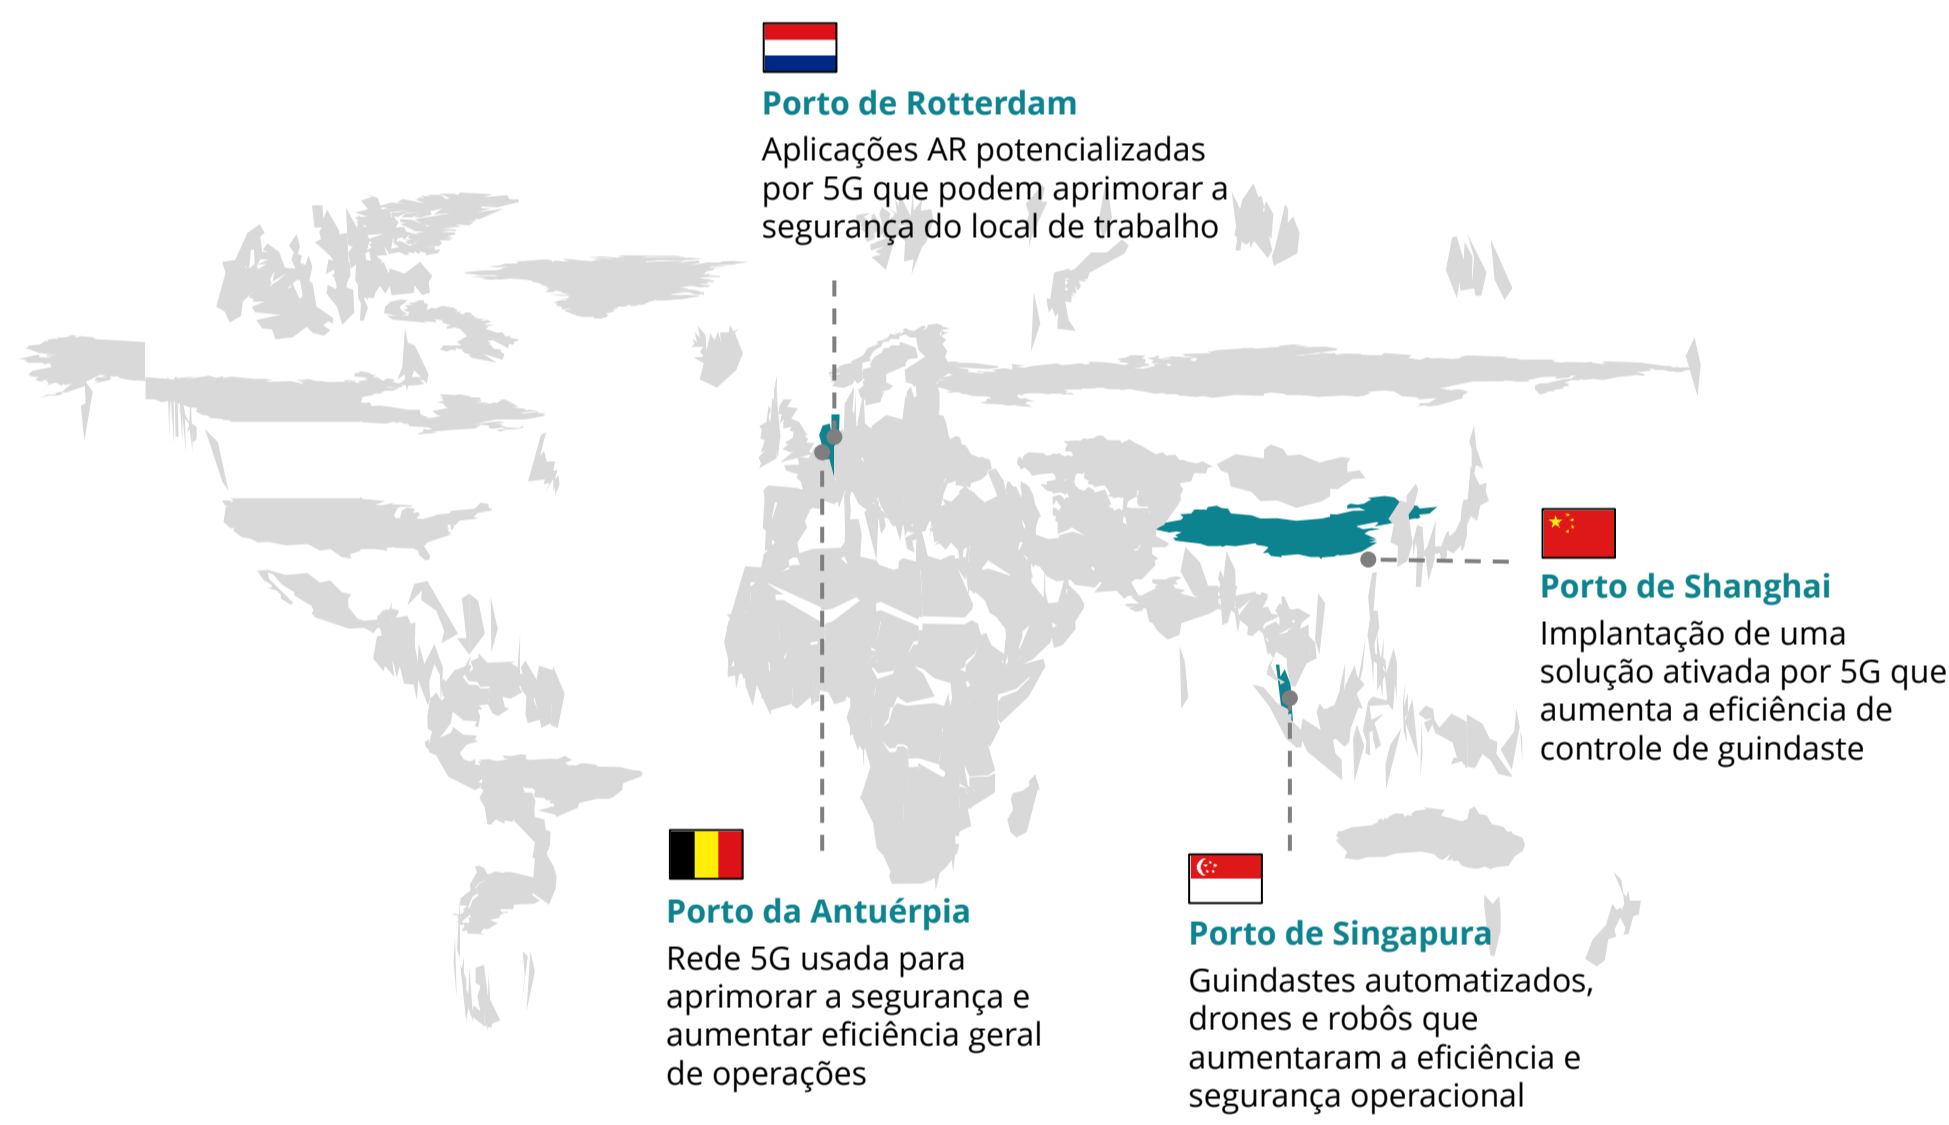 Porto de Rotterdam
Aplicações AR potencializadas
por 5G que podem aprimorar a
segurança do local de trabalho
Porto de Shanghai
Implantação de uma
solução ativada por 5G que
aumenta a eficiência de
controle de guindaste
Porto da Antuérpia
Rede 5G usada para
aprimorar a segurança e
aumentar eficiência geral
de operações
Porto de Singapura
Guindastes automatizados,
drones e robôs que
aumentaram a eficiência e
segurança operacional